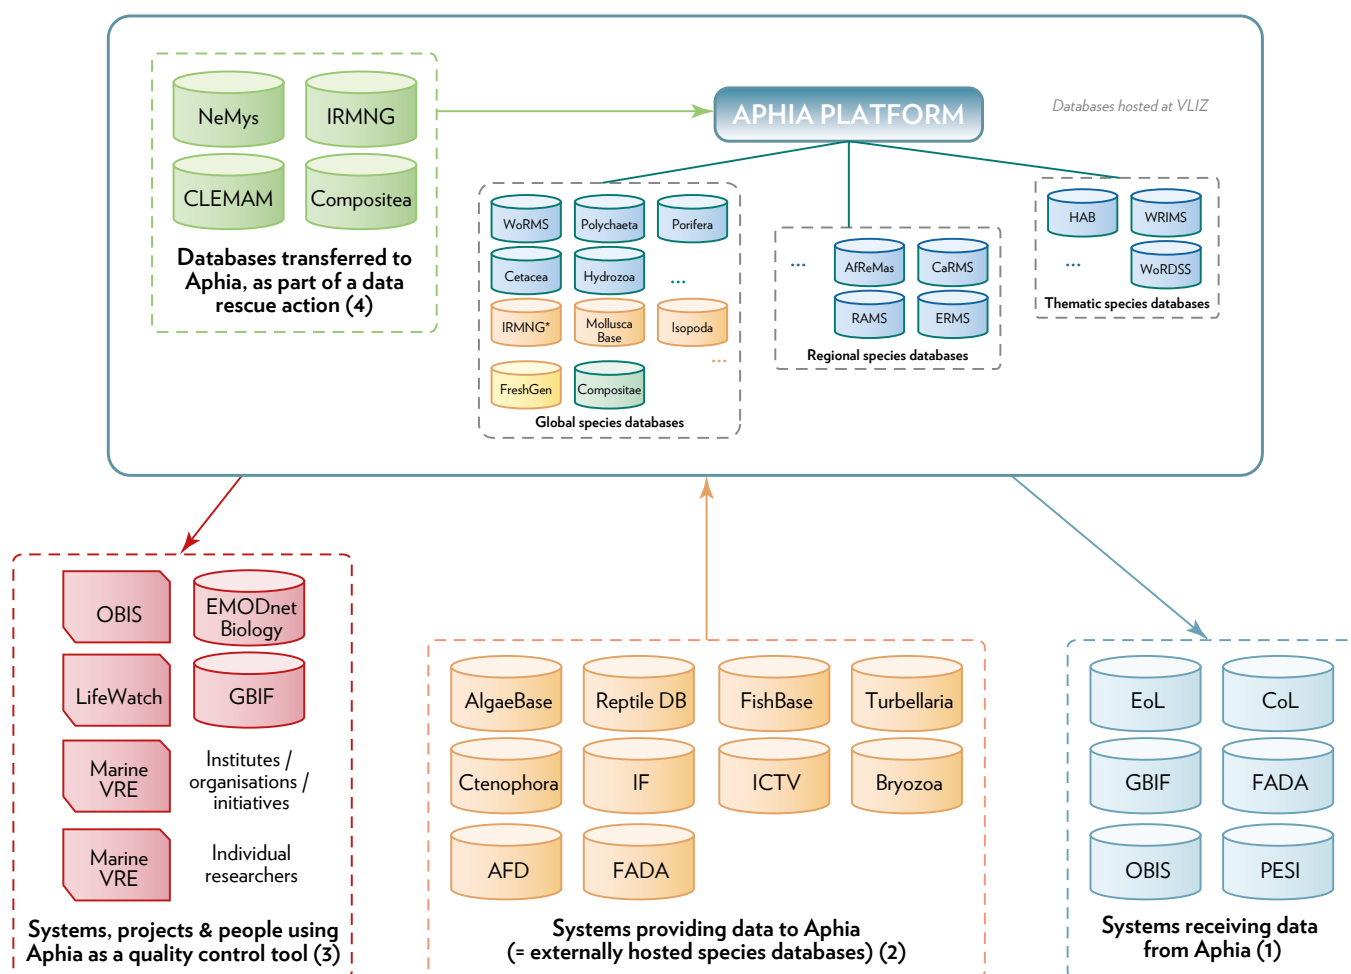 NeMys
IRMNG
CLEMAM
Compositea
Databases transferred to
Aphia, as part of a data
rescue action (4)
APHIA PLATFORM
Databases hosted at VLIZ
WoRMS
Polychaeta
Porifera
Cetacea
Hydrozoa
...
IRMNG*
Mollusca
Base
Isopoda
...
FreshGen
Compositae
Global species databases
...
AfReMas
CaRMS
RAMS
ERMS
Regional species databases
HAB
WRIMS
...
WoRDSS
Thematic species databases
OBIS
EMODnet
Biology
LifeWatch
GBIF
Marine
VRE
Institutes /
organisations /
initiatives
Marine
VRE
Individual
researchers
Systems, projects & people using
Aphia as a quality control tool (3)
AlgaeBase
Reptile DB
FishBase
Turbellaria
Ctenophora
IF
ICTV
Bryozoa
AFD
FADA
Systems providing data to Aphia
(= externally hosted species databases) (2)
EoL
CoL
GBIF
FADA
OBIS
PESI
Systems receiving data
from Aphia (1)